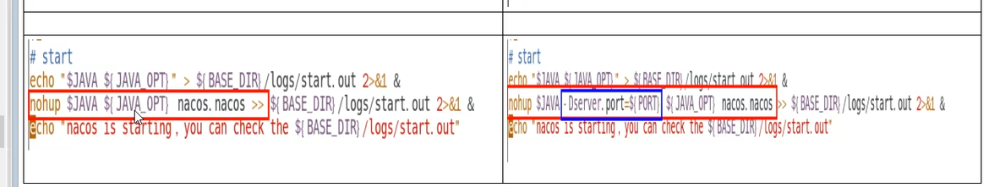 # start
echo "$JAVA ${JAVA_OPT}" > ${BASE_DIR}/logs/start.out 2>&1 &
nohup $JAVA ${JAVA_OPT} nacos.nacos >> ${BASE_DIR}/logs/start.out 2>&1 &
echo "nacos is starting,you can check the ${BASE_DIR}/logs/start.out"
# start
echo "$JAVA ${JAVA_OPT}" > ${BASE_DIR}/logs/start.out 2>&1 &
nohup $JAVA -Dserver.port=${PORT} ${JAVA_OPT} nacos.nacos >> ${BASE_DIR}/logs/start.out 2>&1 &
echo "nacos is starting,you can check the ${BASE_DIR}/logs/start.out"